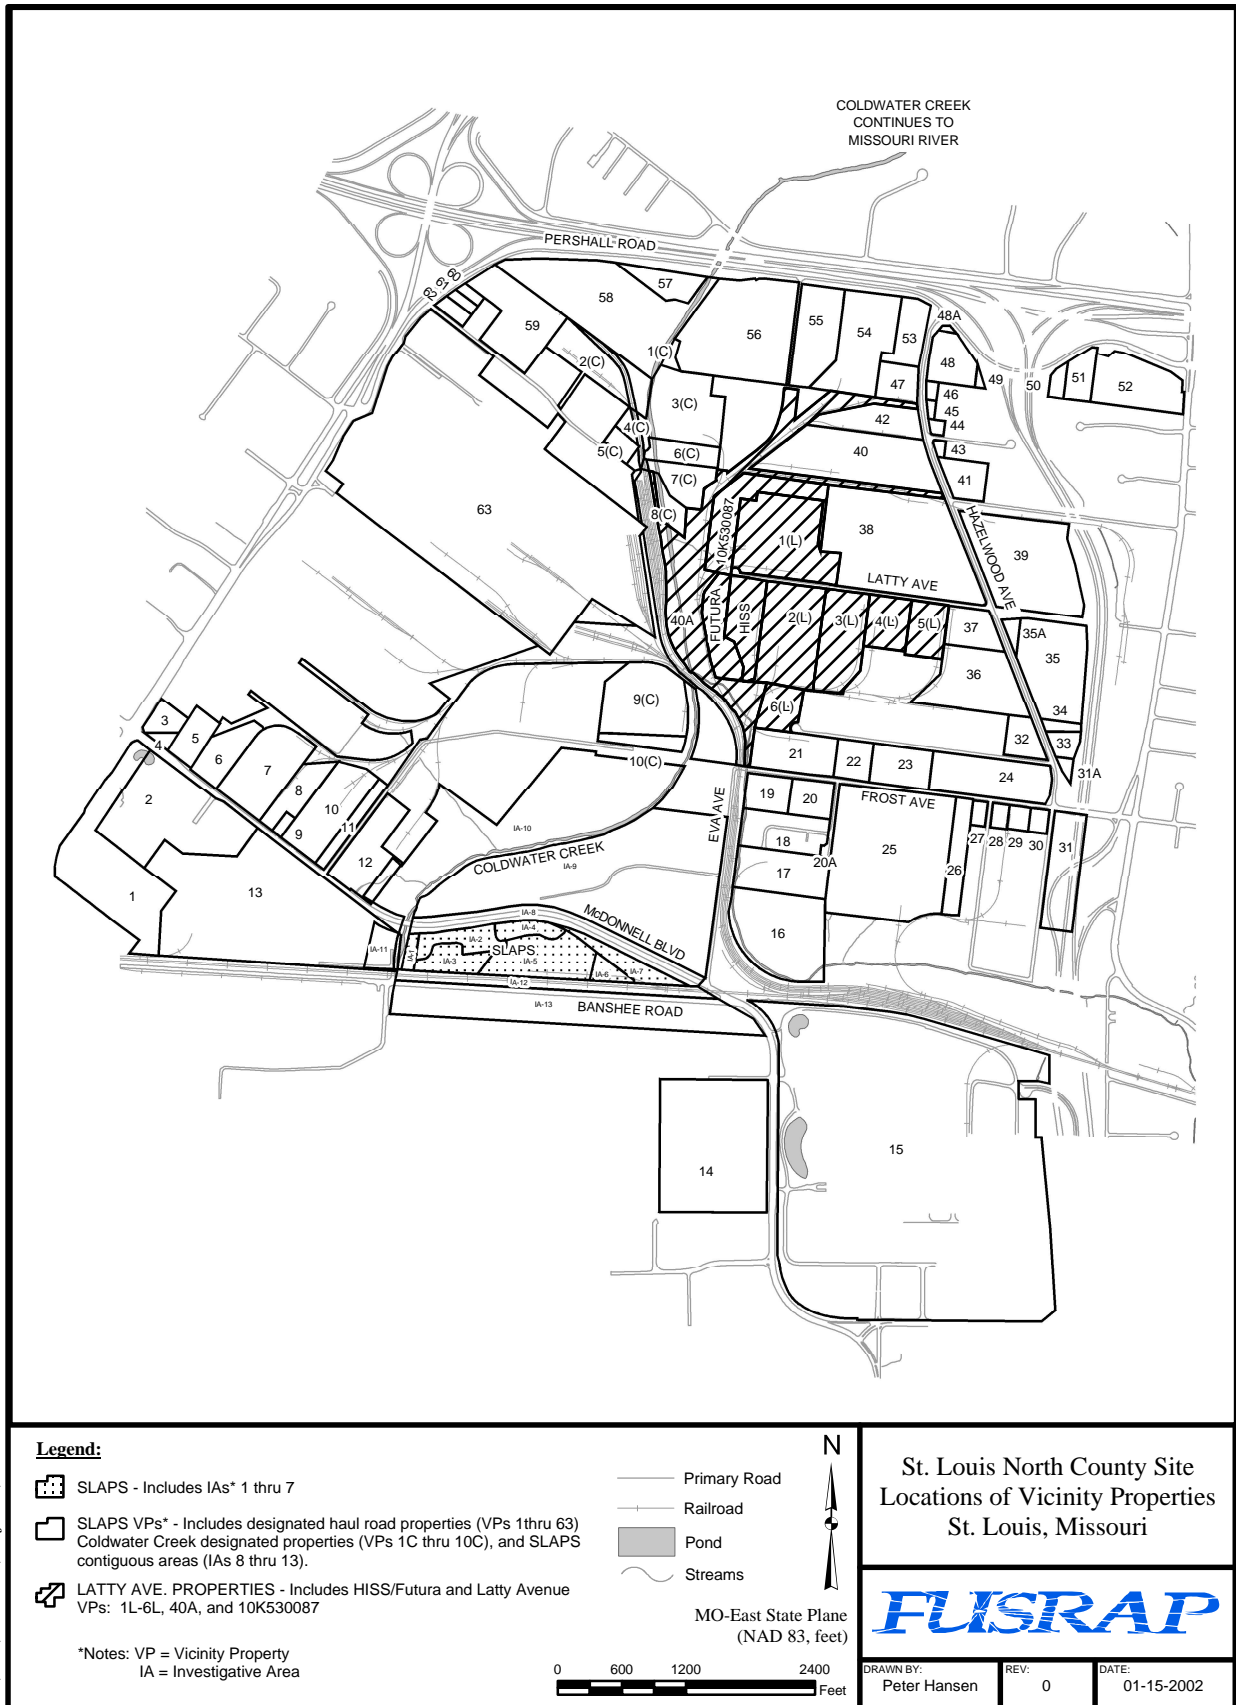 COLDWATER CREEK
CONTINUES TO
MISSOURI RIVER
PERSHALL ROAD
60
61
62
57
58
59
56
55
54
53
48A
48
49
50
51
52
1(C)
2(C)
3(C)
47
46
45
44
43
42
4(C)
5(C)
6(C)
7(C)
8(C)
40
41
63
10K530087
1(L)
38
HAZELWOOD AVE
39
LATTY AVE
40A
FUTURA
HISS
2(L)
3(L)
4(L)
5(L)
37
35A
35
36
34
9(C)
6(L)
32
33
31A
3
4
5
6
7
8
9
10
11
12
2
1
13
10(C)
21
22
23
24
EVA AVE
19
20
FROST AVE
IA-10
COLDWATER CREEK
IA-9
18
20A
17
25
26
27
28
29
30
31
16
McDONNELL BLVD
IA-8
IA-11
IA-1
IA-2
IA-4
SLAPS
IA-3
IA-5
IA-6
IA-7
IA-12
IA-13
BANSHEE ROAD
14
15
Legend:
SLAPS - Includes IAs* 1 thru 7
SLAPS VPs* - Includes designated haul road properties (VPs 1thru 63)
Coldwater Creek designated properties (VPs 1C thru 10C), and SLAPS
contiguous areas (IAs 8 thru 13).
LATTY AVE. PROPERTIES - Includes HISS/Futura and Latty Avenue
VPs: 1L-6L, 40A, and 10K530087
*Notes: VP = Vicinity Property
IA = Investigative Area
Primary Road
Railroad
Pond
Streams
N
MO-East State Plane
(NAD 83, feet)
0 600 1200 2400
Feet
St. Louis North County Site
Locations of Vicinity Properties
St. Louis, Missouri
FUSRAP
DRAWN BY:
Peter Hansen
REV:
0
DATE:
01-15-2002